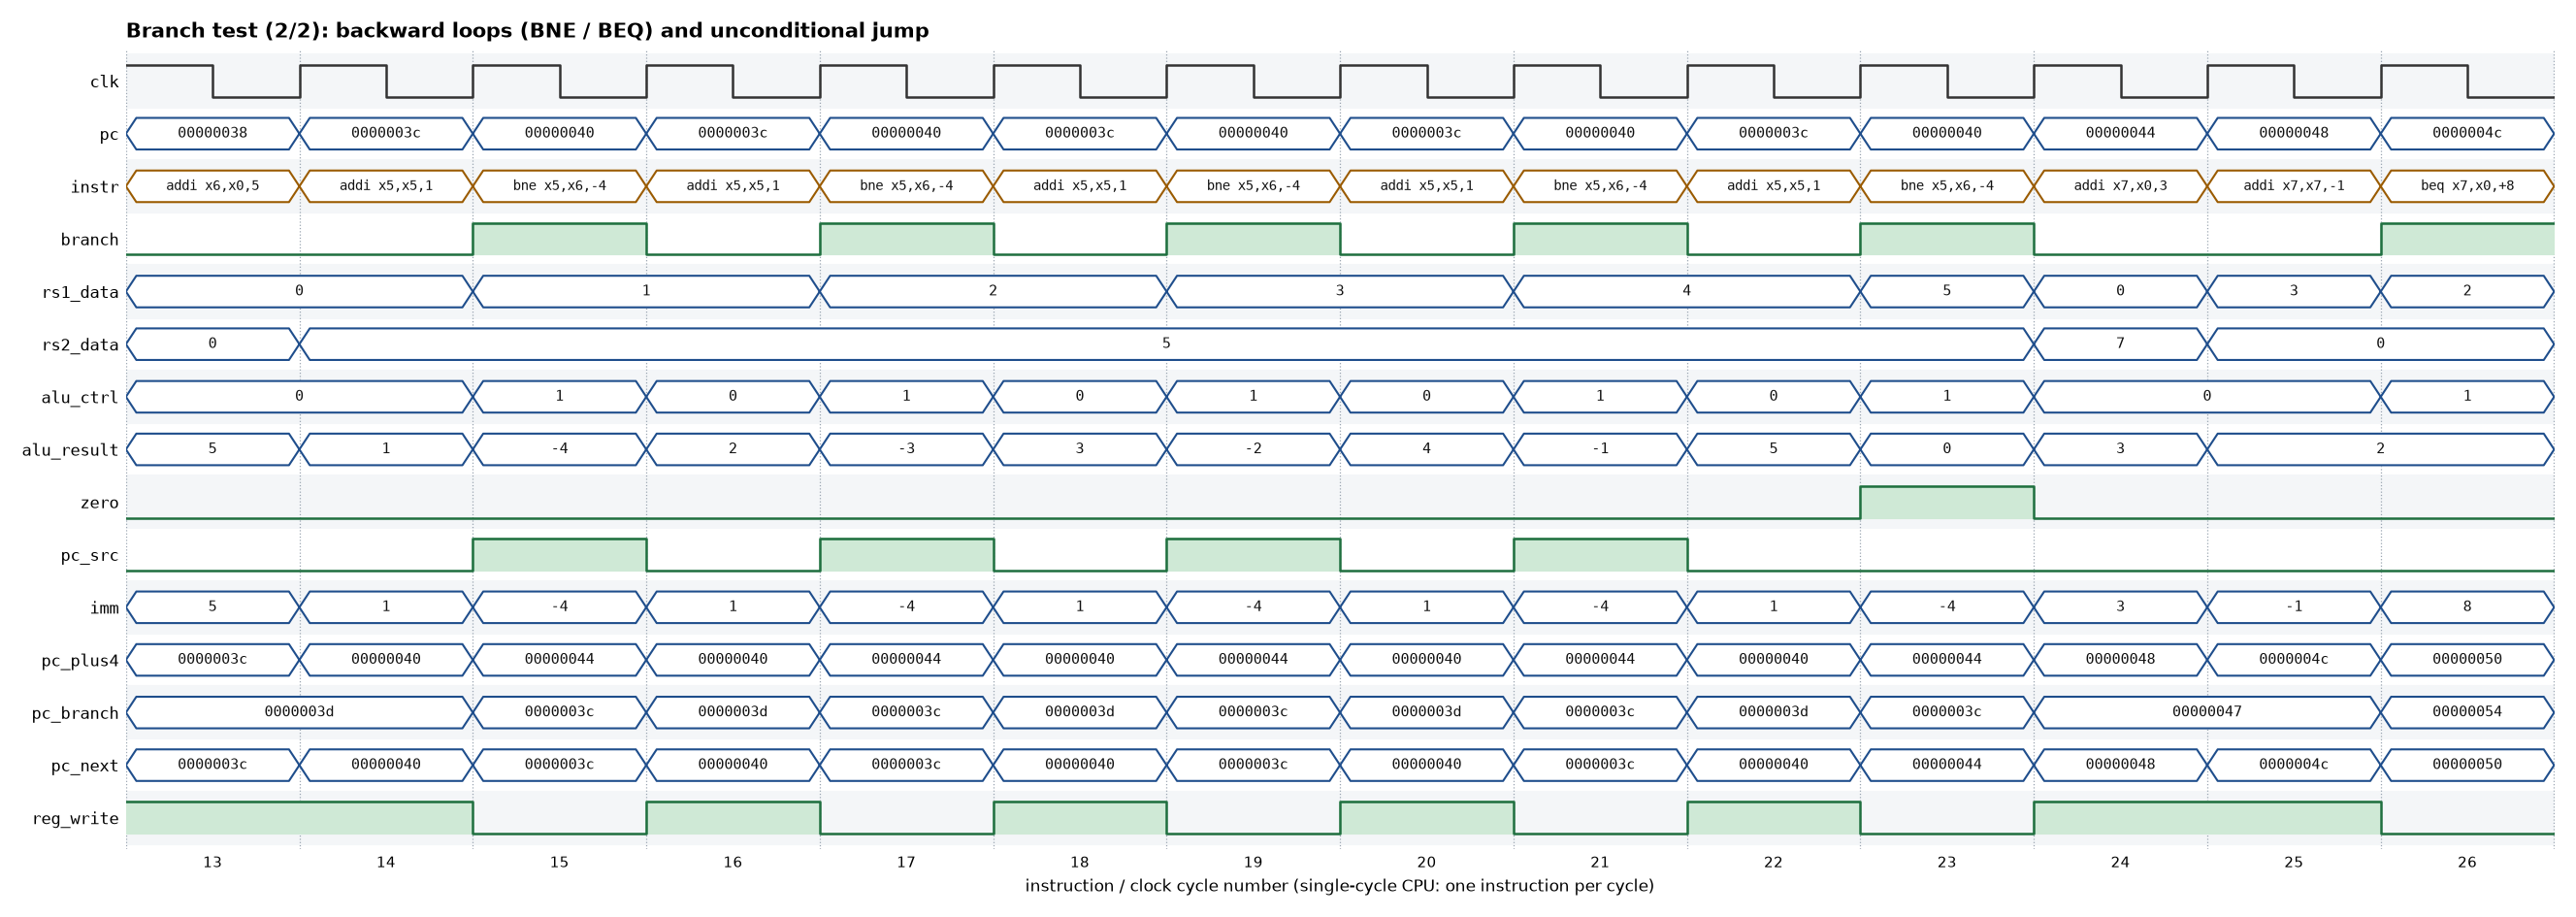 Branch test (2/2): backward loops (BNE / BEQ) and unconditional jump
clk
pc 00000038 0000003c 00000040 0000003c 00000040 0000003c 00000040 0000003c 00000040 0000003c 00000040 00000044 00000048 0000004c
instr addi x6,x0,5 addi x5,x5,1 bne x5,x6,-4 addi x5,x5,1 bne x5,x6,-4 addi x5,x5,1 bne x5,x6,-4 addi x5,x5,1 bne x5,x6,-4 addi x5,x5,1 bne x5,x6,-4 addi x7,x0,3 addi x7,x7,-1 beq x7,x0,+8
branch
rs1_data 0 1 2 3 4 5 0 3 2
rs2_data 0 5 7 0
alu_ctrl 0 1 0 1 0 1 0 1 0 1 0 1
alu_result 5 1 -4 2 -3 3 -2 4 -1 5 0 3 2
zero
pc_src
imm 5 1 -4 1 -4 1 -4 1 -4 1 -4 3 -1 8
pc_plus4 0000003c 00000040 00000044 00000040 00000044 00000040 00000044 00000040 00000044 00000040 00000044 00000048 0000004c 00000050
pc_branch 0000003d 0000003c 0000003d 0000003c 0000003d 0000003c 0000003d 0000003c 0000003d 0000003c 00000047 00000054
pc_next 0000003c 00000040 0000003c 00000040 0000003c 00000040 0000003c 00000040 0000003c 00000040 00000044 00000048 0000004c 00000050
reg_write
13 14 15 16 17 18 19 20 21 22 23 24 25 26
instruction / clock cycle number (single-cycle CPU: one instruction per cycle)